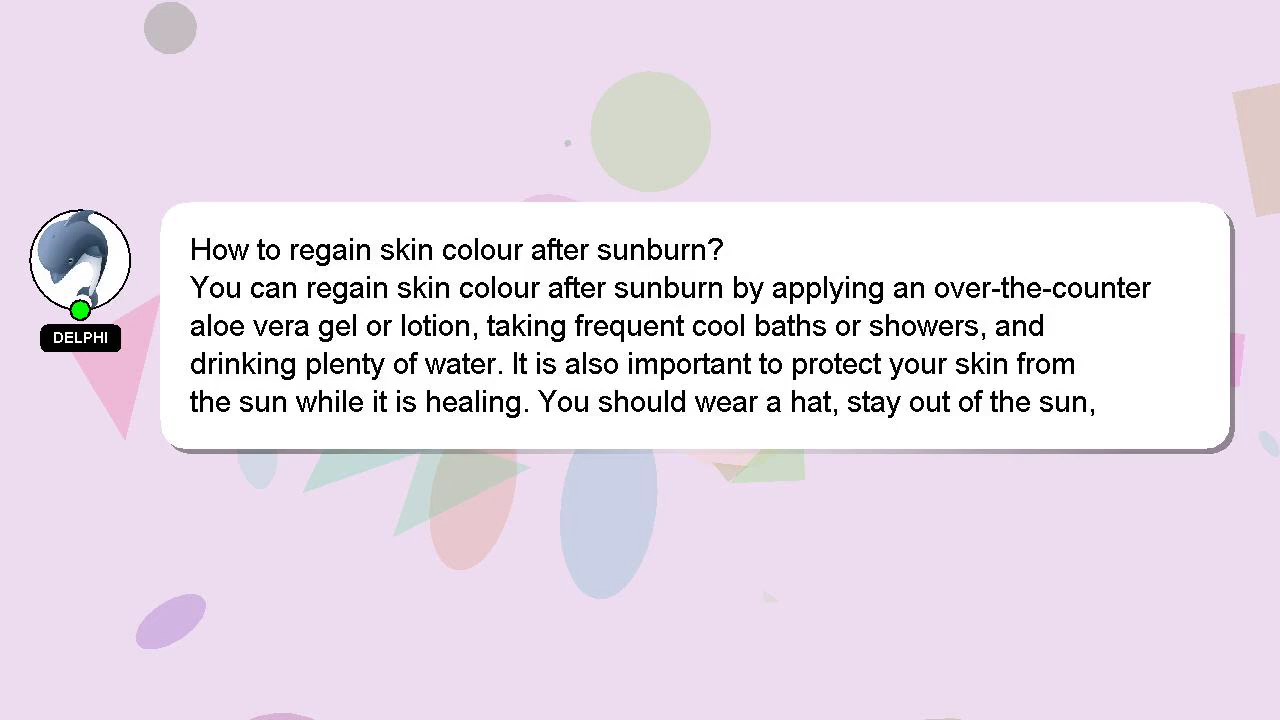 How to regain skin colour after sunburn?
You can regain skin colour after sunburn by applying an over-the-counter
aloe vera gel or lotion, taking frequent cool baths or showers, and
drinking plenty of water. It is also important to protect your skin from
the sun while it is healing. You should wear a hat, stay out of the sun,
DELPHI